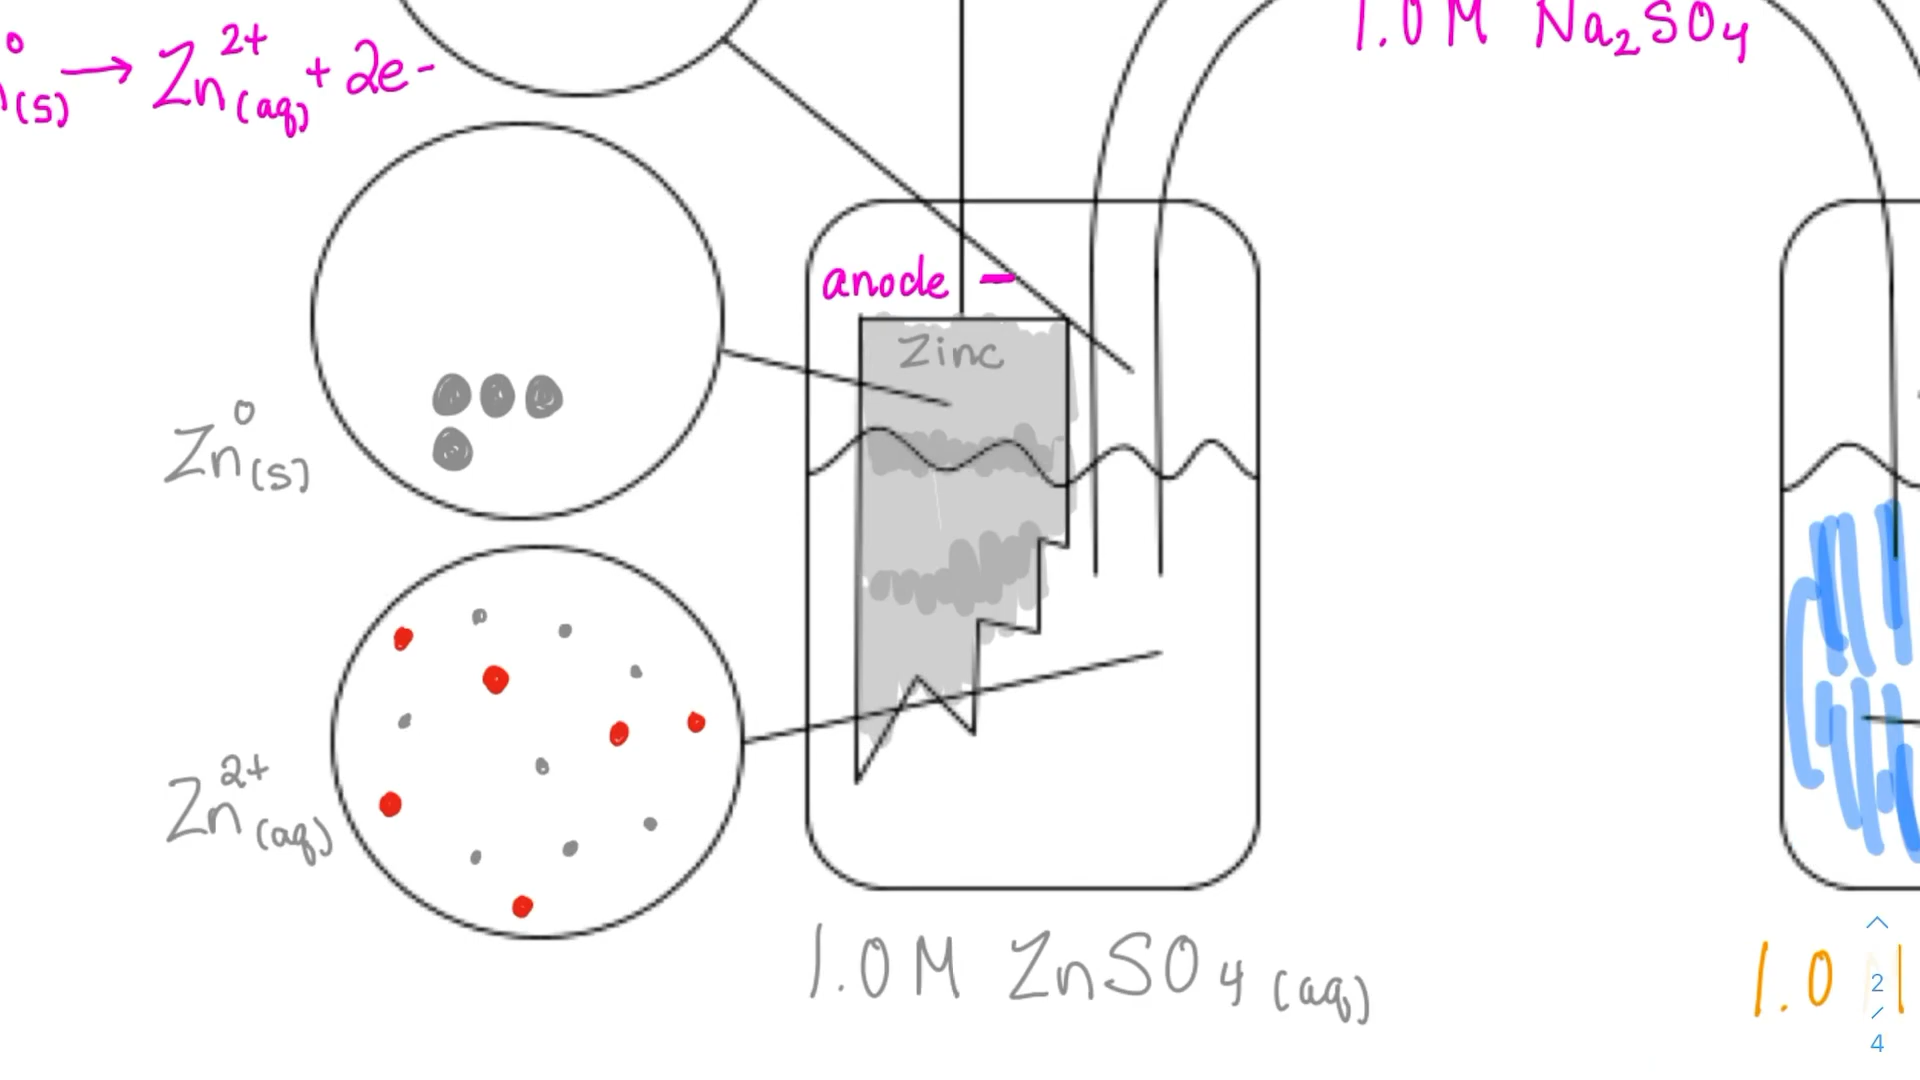 1.0 M Na₂SO₄
(s) → Zn²⁺(aq) + 2e-
anode -
Zinc
Zn⁰(s)
Zn²⁺(aq)
1.0 M ZnSO₄ (aq)
1.0
2
/
4